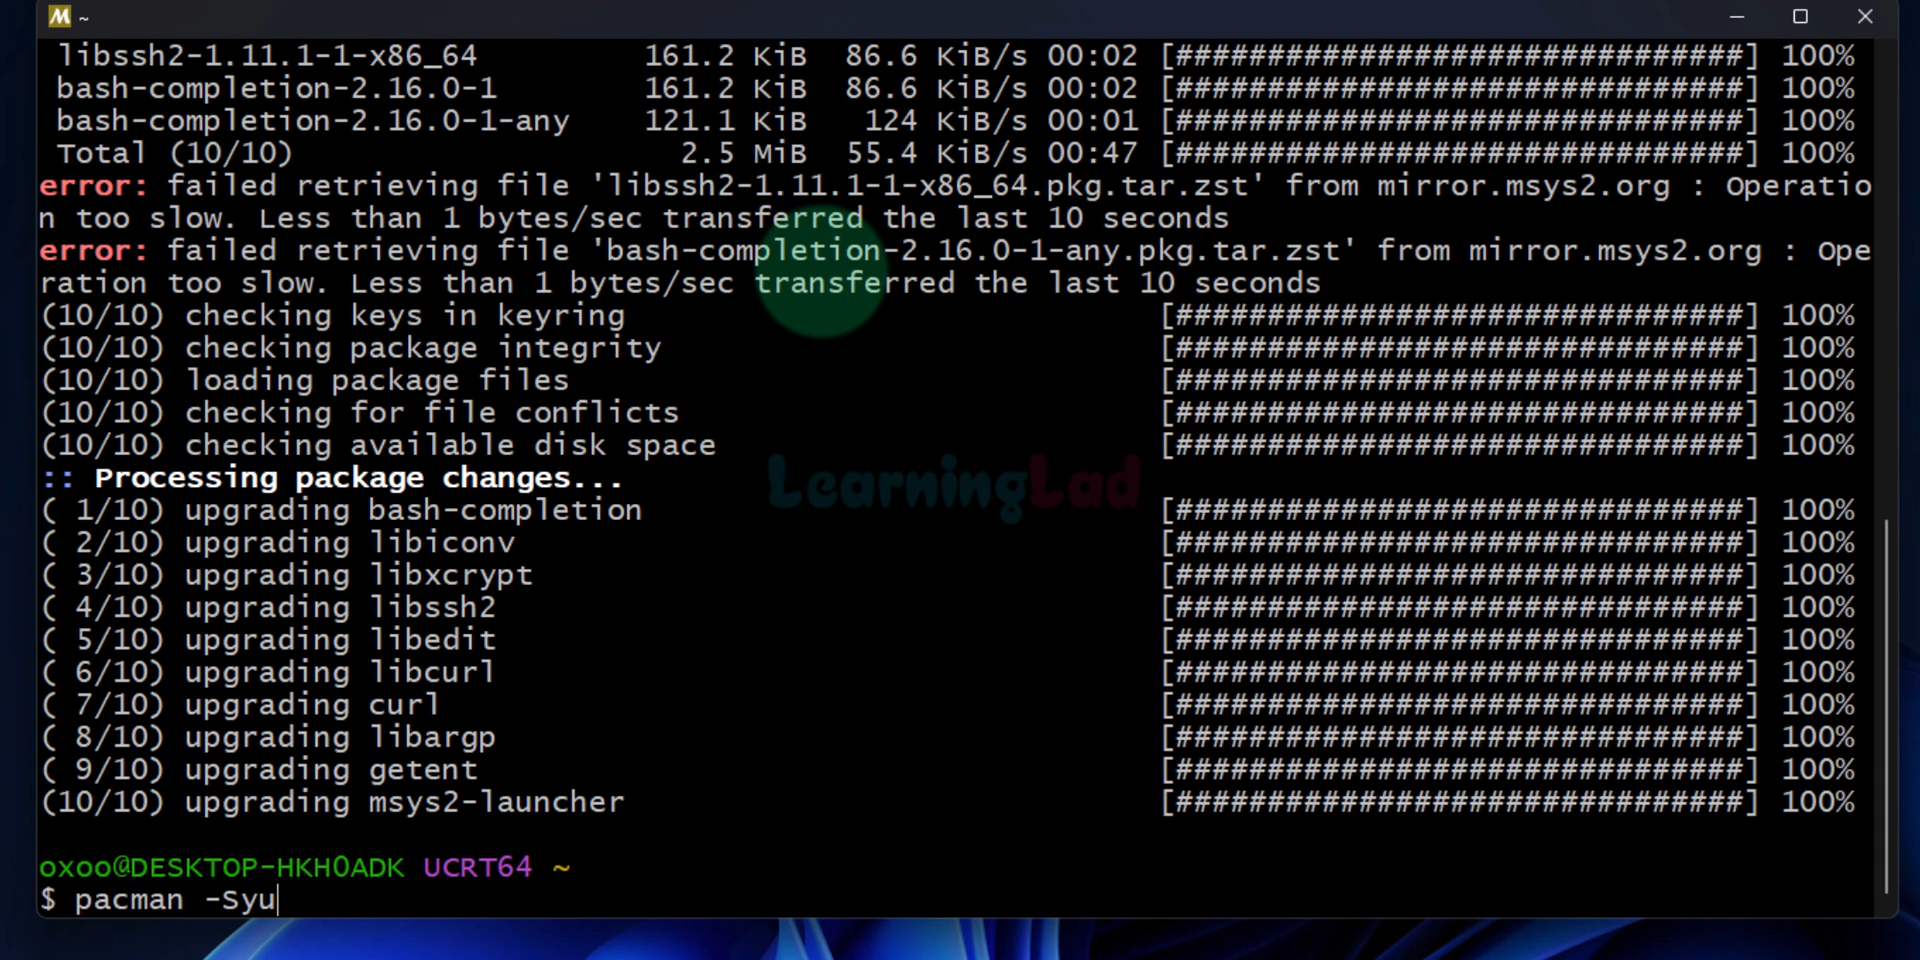 M ~
libssh2-1.11.1-1-x86_64 161.2 KiB 86.6 KiB/s 00:02 [###############################] 100%
bash-completion-2.16.0-1 161.2 KiB 86.6 KiB/s 00:02 [###############################] 100%
bash-completion-2.16.0-1-any 121.1 KiB 124 KiB/s 00:01 [###############################] 100%
Total (10/10) 2.5 MiB 55.4 KiB/s 00:47 [###############################] 100%
error: failed retrieving file 'libssh2-1.11.1-1-x86_64.pkg.tar.zst' from mirror.msys2.org : Operatio
n too slow. Less than 1 bytes/sec transferred the last 10 seconds
error: failed retrieving file 'bash-completion-2.16.0-1-any.pkg.tar.zst' from mirror.msys2.org : Ope
ration too slow. Less than 1 bytes/sec transferred the last 10 seconds
(10/10) checking keys in keyring [###############################] 100%
(10/10) checking package integrity [###############################] 100%
(10/10) loading package files [###############################] 100%
(10/10) checking for file conflicts [###############################] 100%
(10/10) checking available disk space [###############################] 100%
:: Processing package changes...
LearningLad
( 1/10) upgrading bash-completion [###############################] 100%
( 2/10) upgrading libiconv [###############################] 100%
( 3/10) upgrading libxcrypt [###############################] 100%
( 4/10) upgrading libssh2 [###############################] 100%
( 5/10) upgrading libedit [###############################] 100%
( 6/10) upgrading libcurl [###############################] 100%
( 7/10) upgrading curl [###############################] 100%
( 8/10) upgrading libargp [###############################] 100%
( 9/10) upgrading getent [###############################] 100%
(10/10) upgrading msys2-launcher [###############################] 100%
oxoo@DESKTOP-HKH0ADK UCRT64 ~
$ pacman -Syu